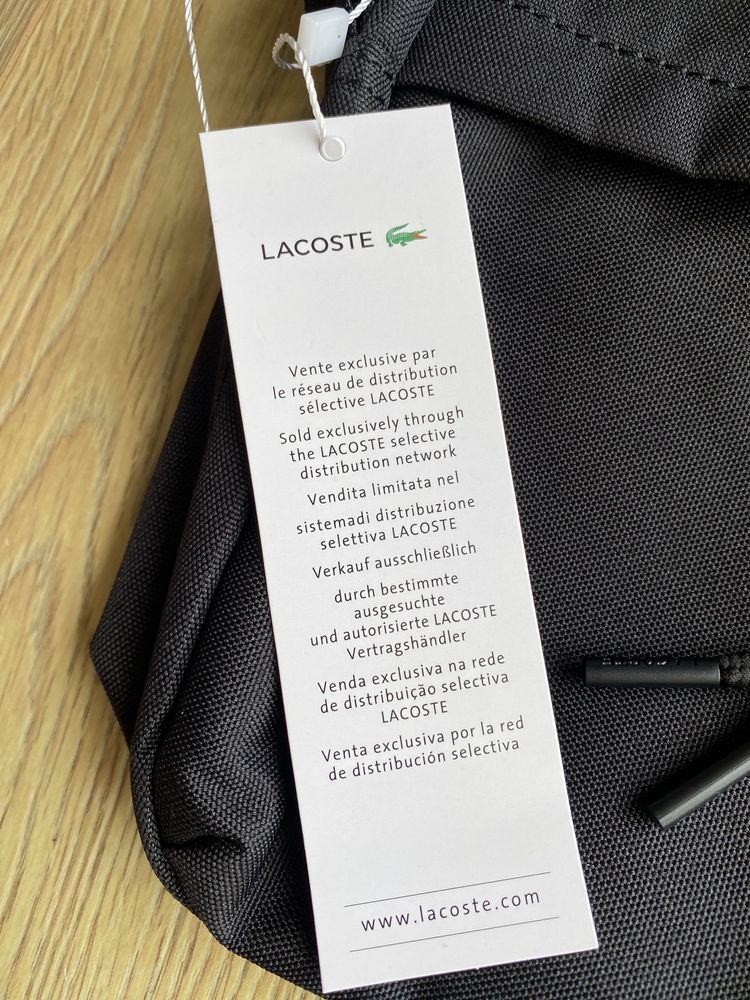 LACOSTE
Vente exclusive par
le réseau de distribution
sélective LACOSTE
Sold exclusively through
the LACOSTE selective
distribution network
Vendita limitata nel
sistemadi distribuzione
selettiva LACOSTE
Verkauf ausschließlich
durch bestimmte
ausgesuchte
und autorisierte LACOSTE
Vertragshändler
Venda exclusiva na rede
de distribuição selectiva
LACOSTE
Venta exclusiva por la red
de distribución selectiva
www.lacoste.com
LACOSTE